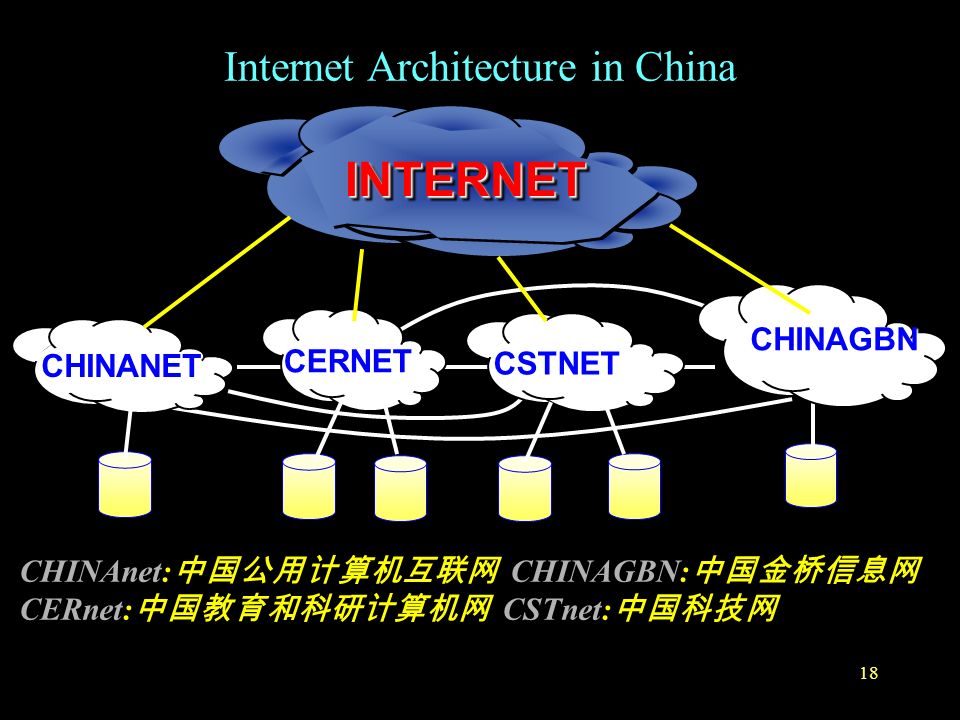 Internet Architecture in China
INTERNET
CHINANET
CERNET
CSTNET
CHINAGBN
CHINAnet:中国公用计算机互联网 CHINAGBN:中国金桥信息网
CERnet:中国教育和科研计算机网 CSTnet:中国科技网
18